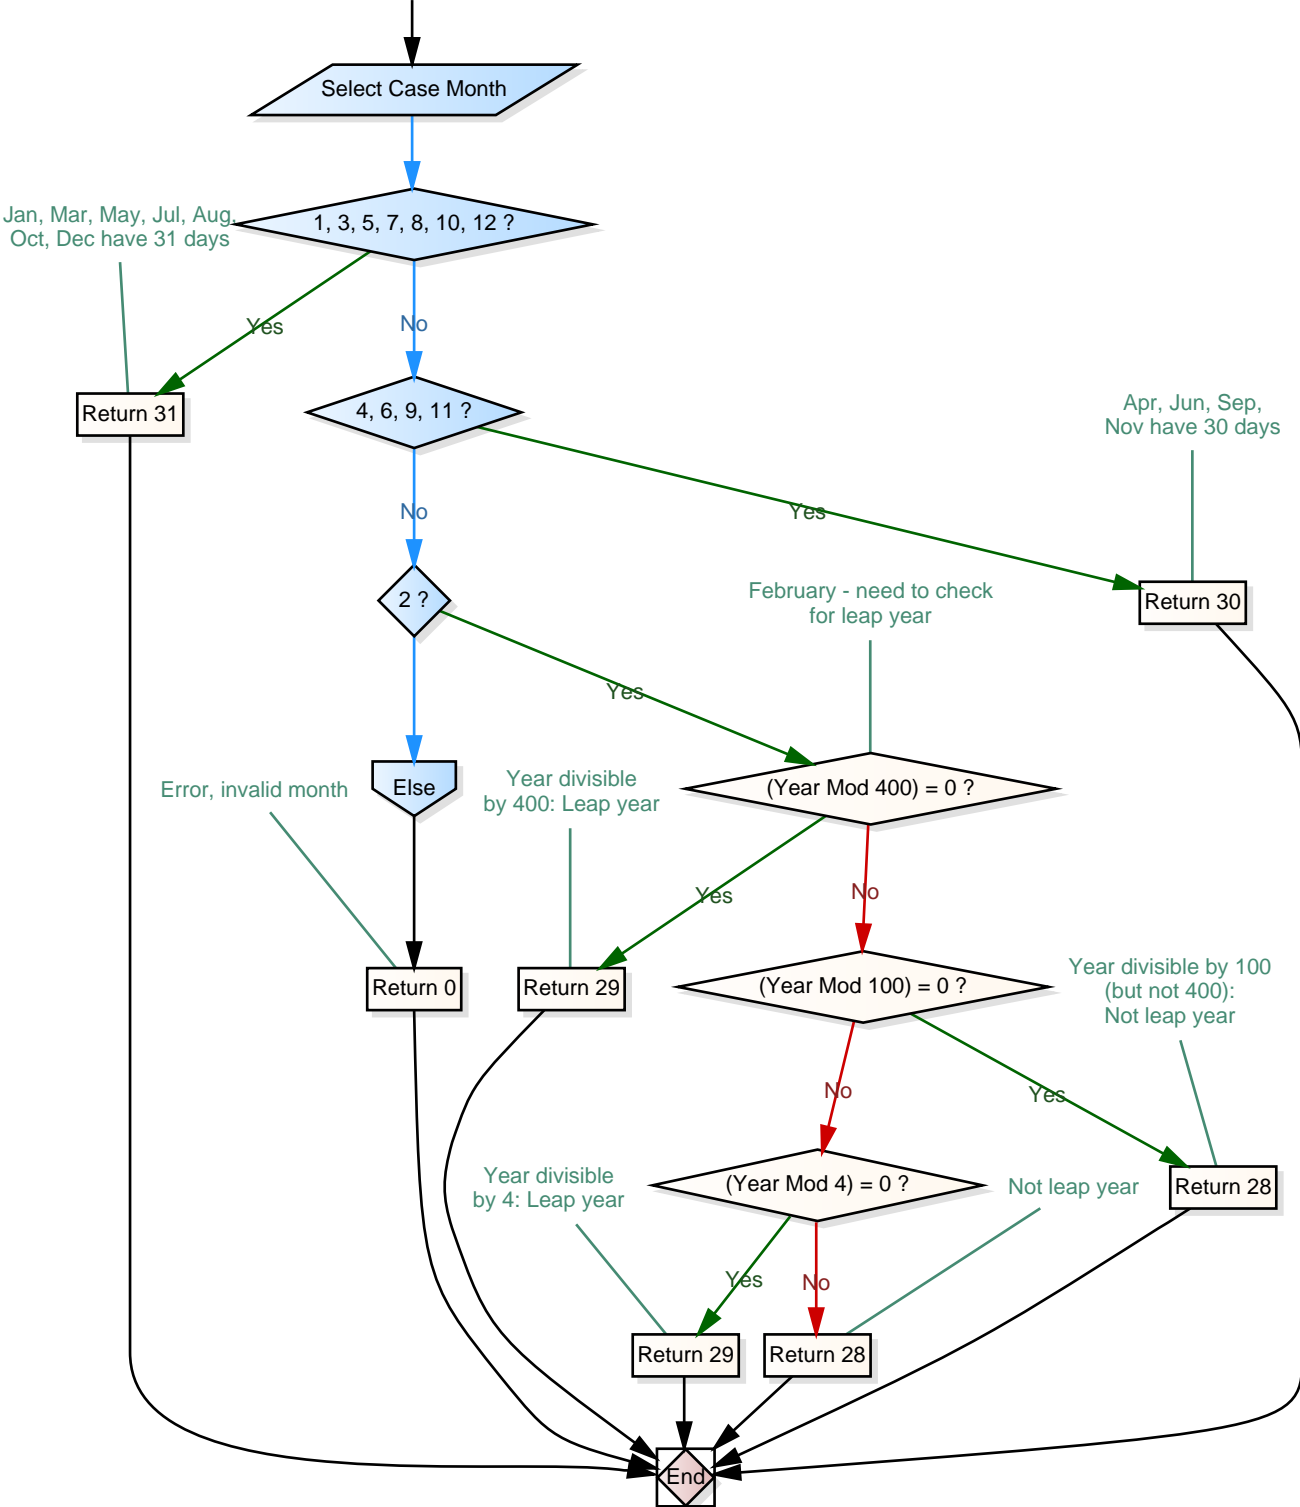 Select Case Month
Jan, Mar, May, Jul, Aug,
Oct, Dec have 31 days
1, 3, 5, 7, 8, 10, 12 ?
Yes
No
Return 31
4, 6, 9, 11 ?
Apr, Jun, Sep,
Nov have 30 days
No
Yes
2 ?
February - need to check
for leap year
Return 30
Yes
Error, invalid month
Else
Year divisible
by 400: Leap year
(Year Mod 400) = 0 ?
Yes
No
Return 0
Return 29
(Year Mod 100) = 0 ?
Year divisible by 100
(but not 400):
Not leap year
No
Yes
Year divisible
by 4: Leap year
(Year Mod 4) = 0 ?
Not leap year
Return 28
Yes
No
Return 29
Return 28
End